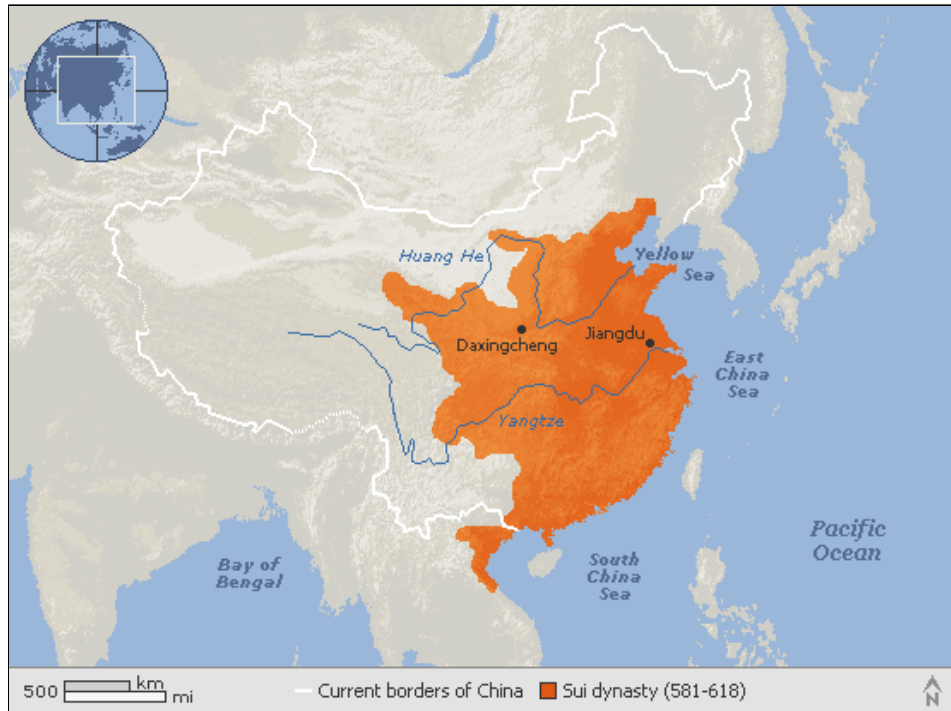 Huang He
Yellow
Sea
Daxingcheng
Jiangdu
East
China
Sea
Yangtze
Pacific
Ocean
Bay of
Bengal
South
China
Sea
500 km
mi
Current borders of China
Sui dynasty (581-618)
N